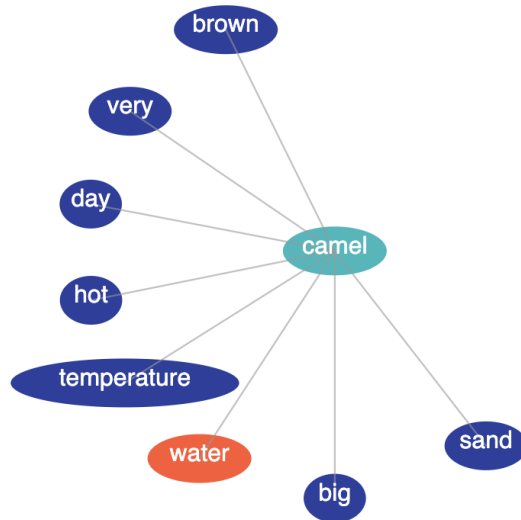 brown
very
day
camel
hot
temperature
water
sand
big